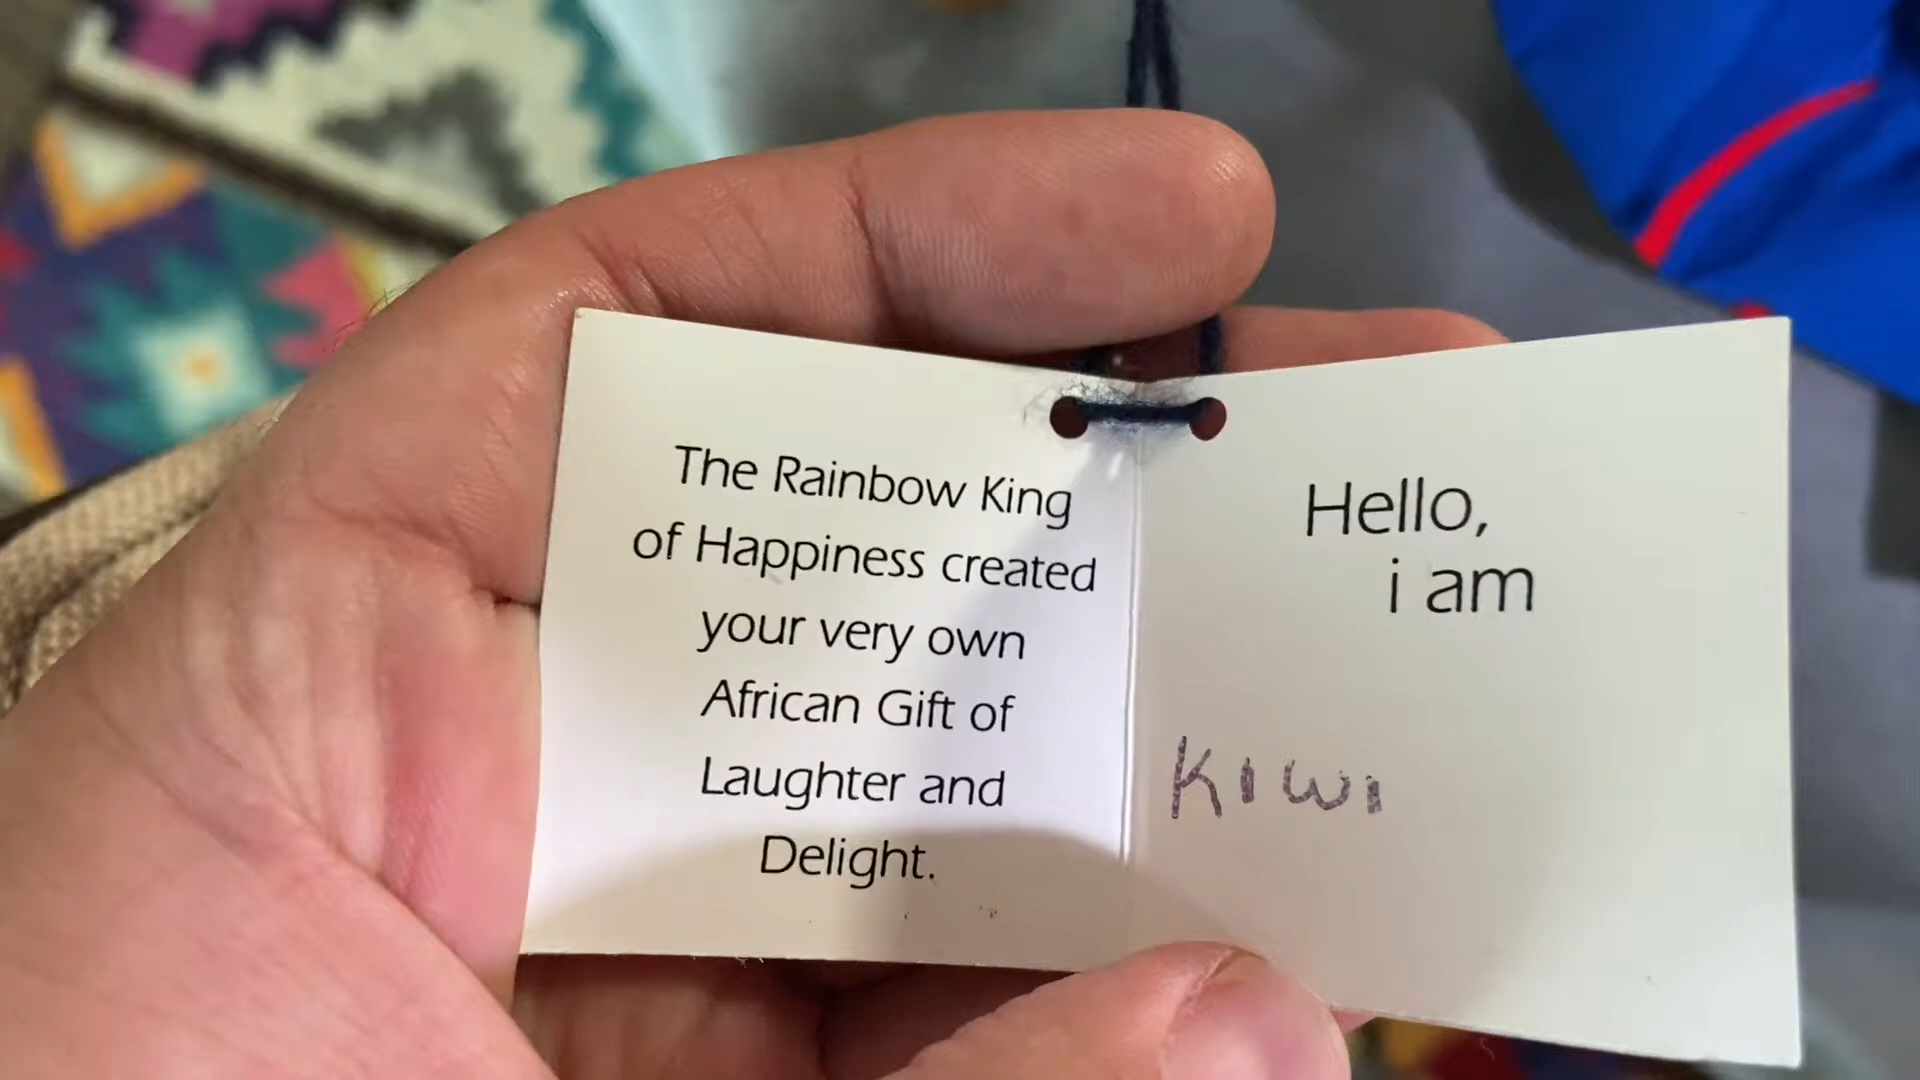 The Rainbow King
of Happiness created
your very own
African Gift of
Laughter and
Delight.
Hello,
i am
Kiwi